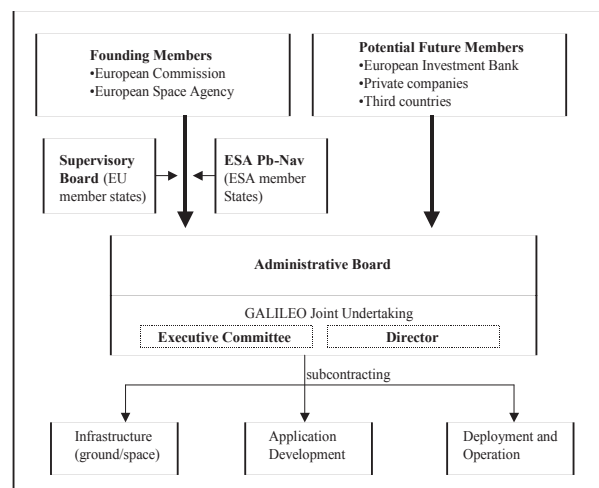 Founding Members
•European Commission
•European Space Agency
Potential Future Members
•European Investment Bank
•Private companies
•Third countries
Supervisory
Board (EU
member states)
ESA Pb-Nav
(ESA member
States)
Administrative Board
GALILEO Joint Undertaking
Executive Committee
Director
subcontracting
Infrastructure
(ground/space)
Application
Development
Deployment and
Operation